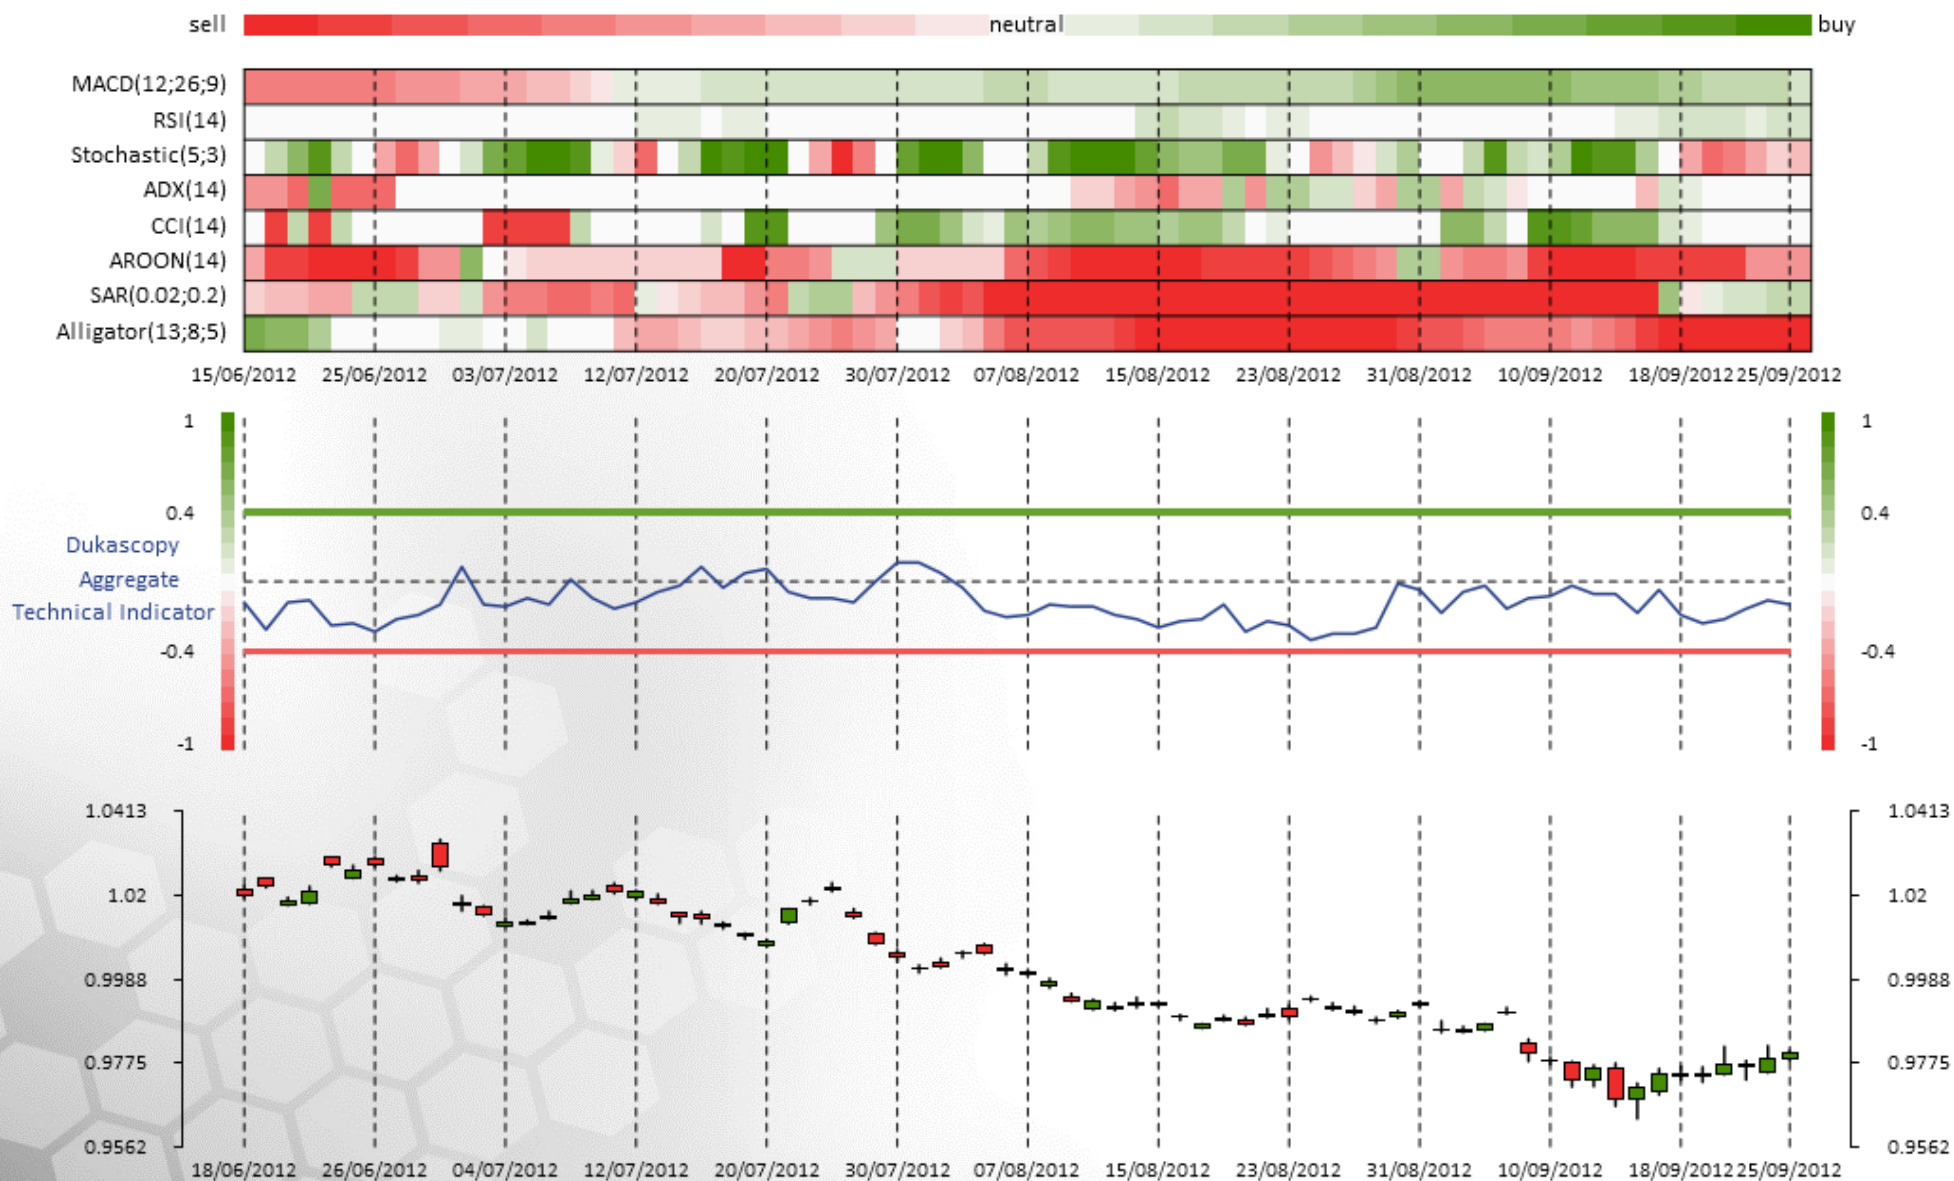 sell neutral buy
MACD(12;26;9)
RSI(14)
Stochastic(5;3)
ADX(14)
CCI(14)
AROON(14)
SAR(0.02;0.2)
Alligator(13;8;5)
15/06/2012 25/06/2012 03/07/2012 12/07/2012 20/07/2012 30/07/2012 07/08/2012 15/08/2012 23/08/2012 31/08/2012 10/09/2012 18/09/2012 25/09/2012
1 1
0.4 0.4
Dukascopy
Aggregate
Technical Indicator
-0.4 -0.4
-1 -1
1.0413 1.0413
1.02 1.02
0.9988 0.9988
0.9775 0.9775
0.9562 0.9562
18/06/2012 26/06/2012 04/07/2012 12/07/2012 20/07/2012 30/07/2012 07/08/2012 15/08/2012 23/08/2012 31/08/2012 10/09/2012 18/09/2012 25/09/2012